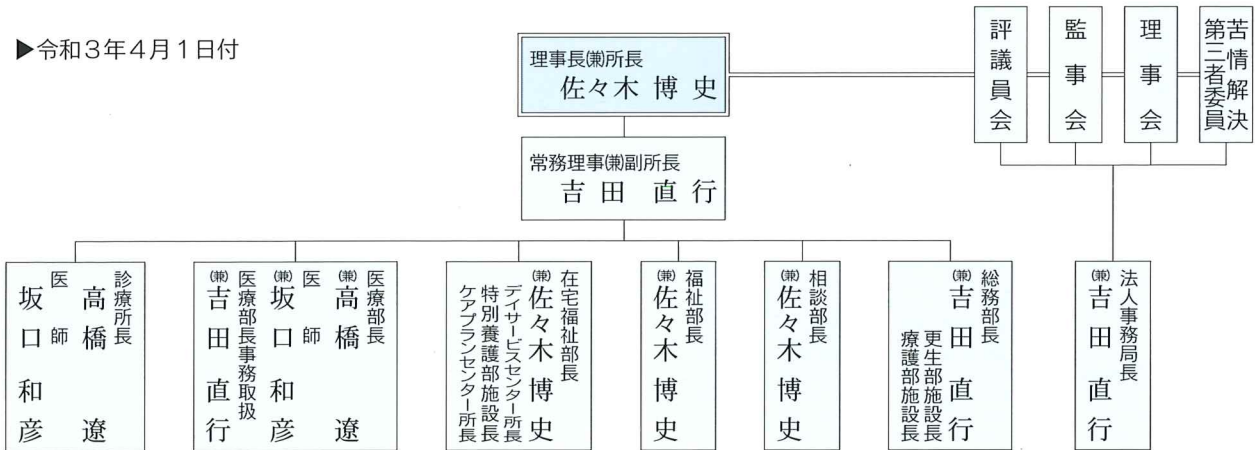 ▶令和3年4月1日付
理事長㈱所長
佐々木 博 史
常務理事㈱副所長
吉 田 直 行
評議員会
監事会
理事会
苦情解決
第三者委員
診療所長
高橋 遼
医師
坂口和彦
医療部長
(兼)高橋 遼
医師
(兼)坂口和彦
医療部長事務取扱
(兼)吉田直行
在宅福祉部長
(兼)佐々木博史
デイサービスセンター所長
特別養護部施設長
ケアプランセンター所長
福祉部長
(兼)佐々木博史
相談部長
(兼)佐々木博史
総務部長
(兼)吉田直行
更生部施設長
療護部施設長
法人事務局長
(兼)吉田直行